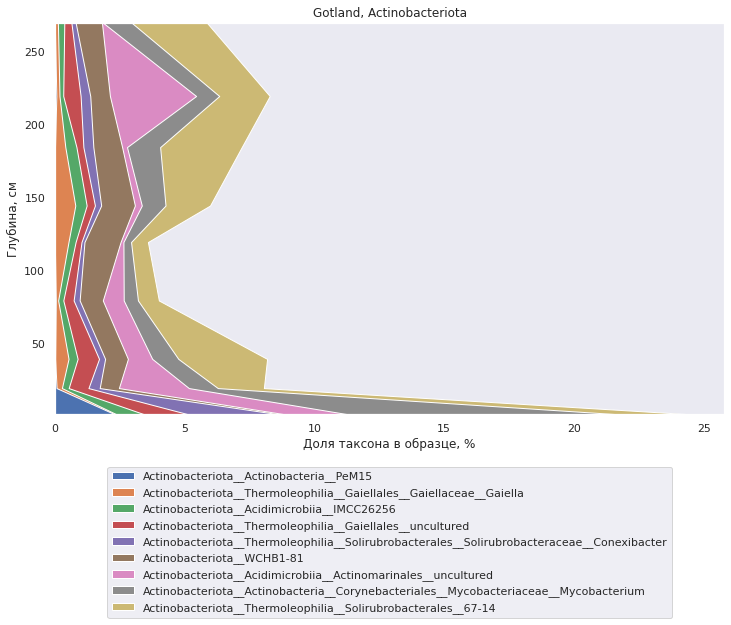 Gotland, Actinobacteriota
Глубина, см
250
200
150
100
50
0
5
10
15
20
25
Доля таксона в образце, %
Actinobacteriota__Actinobacteria__PeM15
Actinobacteriota__Thermoleophilia__Gaiellales__Gaiellaceae__Gaiella
Actinobacteriota__Acidimicrobiia__IMCC26256
Actinobacteriota__Thermoleophilia__Gaiellales__uncultured
Actinobacteriota__Thermoleophilia__Solirubrobacterales__Solirubrobacteraceae__Conexibacter
Actinobacteriota__WCHB1-81
Actinobacteriota__Acidimicrobiia__Actinomarinales__uncultured
Actinobacteriota__Actinobacteria__Corynebacteriales__Mycobacteriaceae__Mycobacterium
Actinobacteriota__Thermoleophilia__Solirubrobacterales__67-14